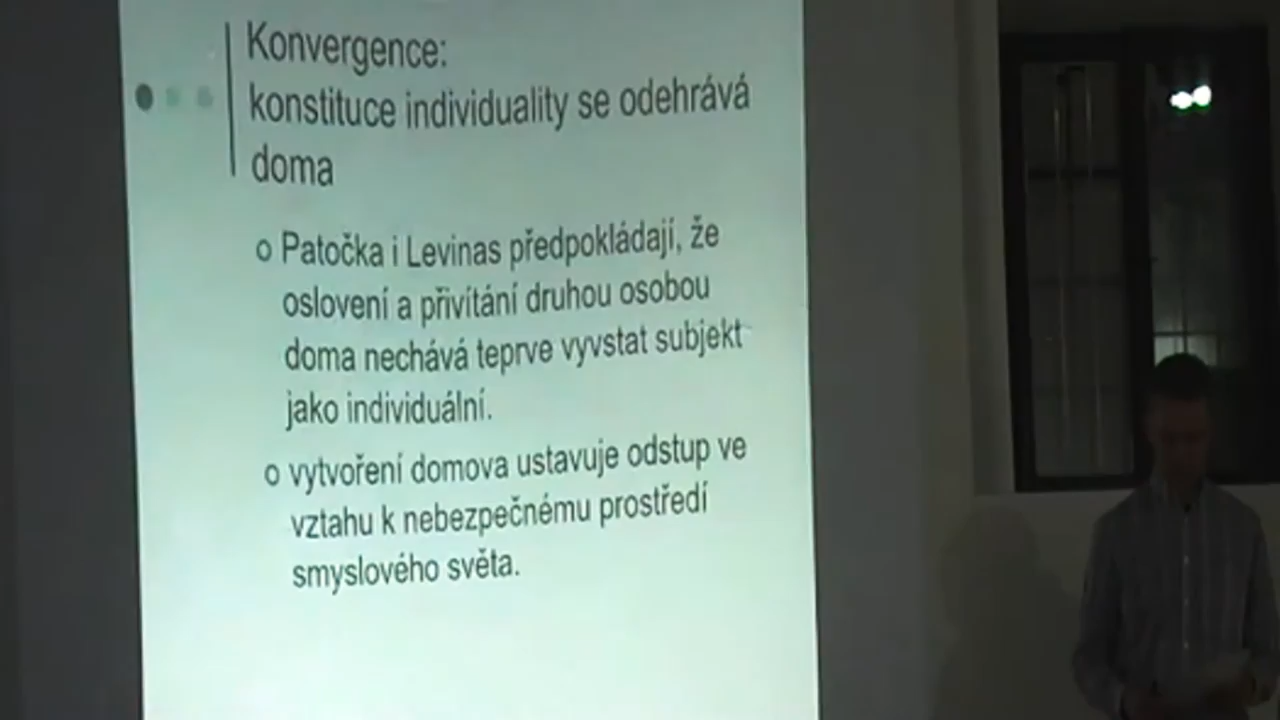 Konvergence:
konstituce individuality se odehrává
doma
o Patočka i Levinas předpokládají, že
oslovení a přivítání druhou osobou
doma nechává teprve vyvstat subjekt
jako individuální.
o vytvoření domova ustavuje odstup ve
vztahu k nebezpečnému prostředí
smyslového světa.